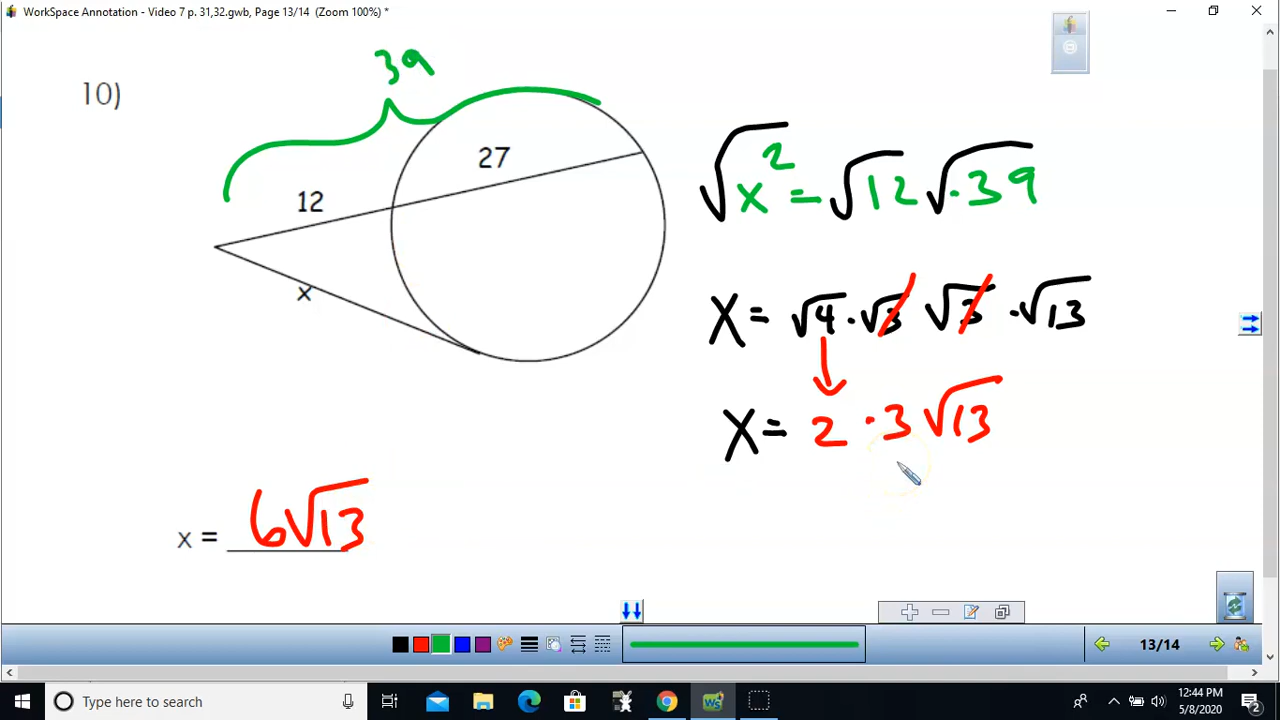 WorkSpace Annotation - Video 7 p. 31,32.gwb, Page 13/14 (Zoom 100%) *
10)
39
27
12
x
√x² = √12 √·39
X = √4 · √3 √3 · √13
X = 2 · 3 √13
x = 6√13
13/14
Type here to search
WS
12:44 PM
5/8/2020
2